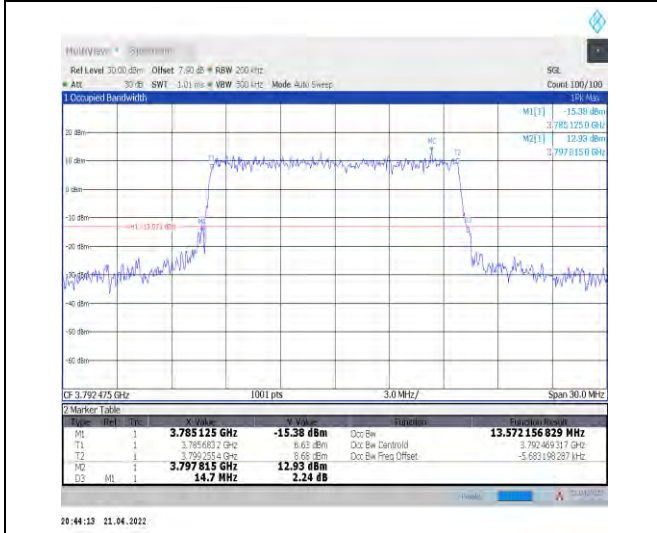 MultiView Spectrum
Ref Level 30.00 dBm Offset 7.90 dB RBW 200 kHz SGL
Att 30 dB SWT 1.01 ms VBW 300 kHz Mode Auto Sweep Count 100/100
1 Occupied Bandwidth 1Pk Max
M1[1] -15.38 dBm
3.785 125 0 GHz
M2[1] 12.93 dBm
3.797 815 0 GHz
20 dBm
M2
T1
T2
10 dBm
0 dBm
-10 dBm
M1
D3
-20 dBm
-30 dBm
-40 dBm
-50 dBm
-60 dBm
CF 3.792 475 GHz 1001 pts 3.0 MHz/ Span 30.0 MHz
2 Marker Table
Type Ref Trc X Value Y Value Function Function Result
M1 1 3.785 125 GHz -15.38 dBm Occ Bw 13.572 156 829 MHz
T1 1 3.785 683 2 GHz 6.63 dBm Occ Bw Centroid 3.792 469 317 GHz
T2 1 3.799 255 4 GHz 8.68 dBm Occ Bw Freq Offset -5.683 198 287 kHz
M2 1 3.797 815 GHz 12.93 dBm
D3 M1 1 14.7 MHz 2.24 dB
20:44:13 21.04.2022